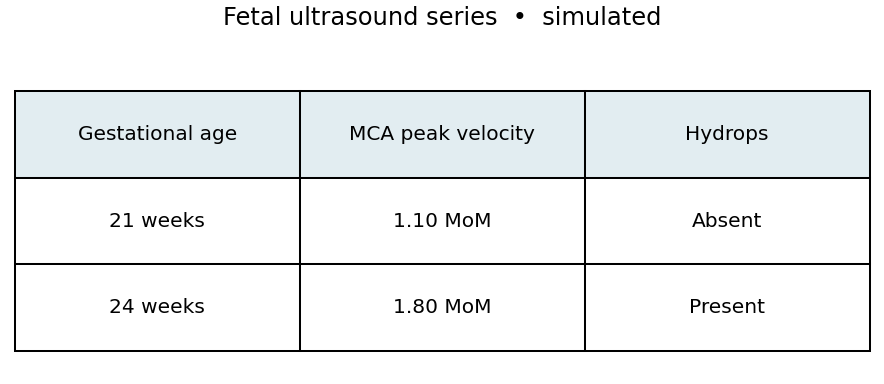 Fetal ultrasound series • simulated
Gestational age MCA peak velocity Hydrops
21 weeks 1.10 MoM Absent
24 weeks 1.80 MoM Present